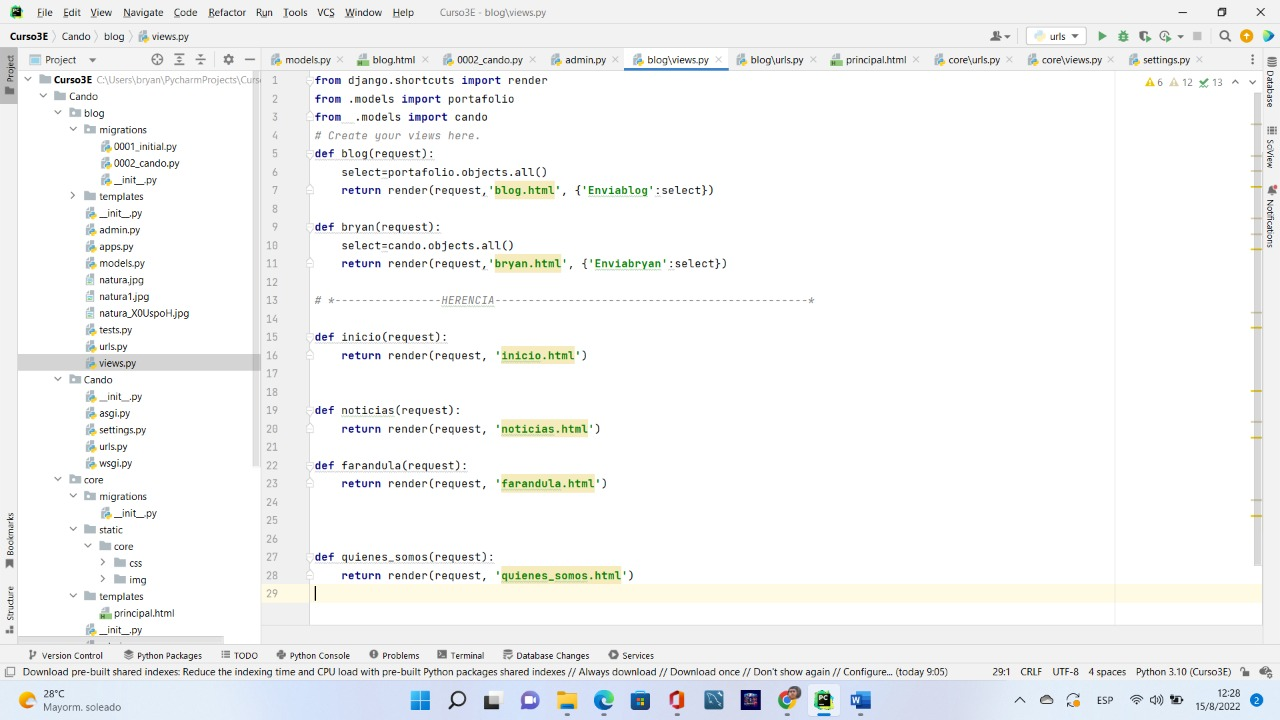 File Edit View Navigate Code Refactor Run Tools VCS Window Help Curso3E - blog\views.py
Curso3E Cando blog views.py urls
Project models.py blog.html 0002_cando.py admin.py blog\views.py blog\urls.py principal.html core\urls.py core\views.py settings.py
Project
Bookmarks
Structure
Curso3E C:\Users\bryan\PycharmProjects\Curs
Cando
blog
migrations
0001_initial.py
0002_cando.py
__init__.py
templates
__init__.py
admin.py
apps.py
models.py
natura.jpg
natura1.jpg
natura_X0UspoH.jpg
tests.py
urls.py
views.py
Cando
__init__.py
asgi.py
settings.py
urls.py
wsgi.py
core
migrations
__init__.py
static
core
css
img
templates
principal.html
__init__.py
6 12 13
1 from django.shortcuts import render
2 from .models import portafolio
3 from .models import cando
4 # Create your views here.
5 def blog(request):
6 select=portafolio.objects.all()
7 return render(request,'blog.html', {'Enviablog':select})
8
9 def bryan(request):
10 select=cando.objects.all()
11 return render(request,'bryan.html', {'Enviabryan':select})
12
13 # *----------------HERENCIA-----------------------------------------------*
14
15 def inicio(request):
16 return render(request, 'inicio.html')
17
18
19 def noticias(request):
20 return render(request, 'noticias.html')
21
22 def farandula(request):
23 return render(request, 'farandula.html')
24
25
26
27 def quienes_somos(request):
28 return render(request, 'quienes_somos.html')
29
Database
SciView
Notifications
Version Control Python Packages TODO Python Console Problems Terminal Database Changes Services
Download pre-built shared indexes: Reduce the indexing time and CPU load with pre-built Python packages shared indexes // Always download // Download once // Don't show again // Configure... (today 9:05) 29:1 CRLF UTF-8 4 spaces Python 3.10 (Curso3E)
28°C
Mayorm. soleado
ESP
12:28
15/8/2022
2